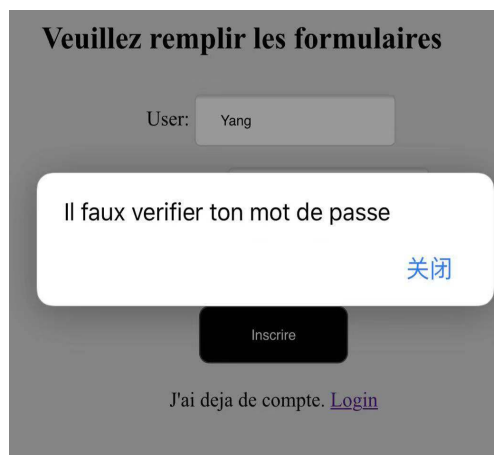 Veuillez remplir les formulaires
User: Yang
Il faux verifier ton mot de passe
关闭
Inscrire
J'ai deja de compte. Login